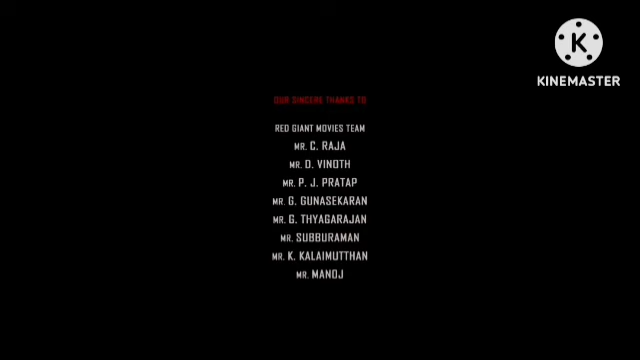 OUR SINCERE THANKS TO
RED GIANT MOVIES TEAM
MR. C. RAJA
MR. D. VINOTH
MR. P. J. PRATAP
MR. G. GUNASEKARAN
MR. G. THYAGARAJAN
MR. SUBBURAMAN
MR. K. KALAIMUTTHAN
MR. MANOJ
K
KINEMASTER